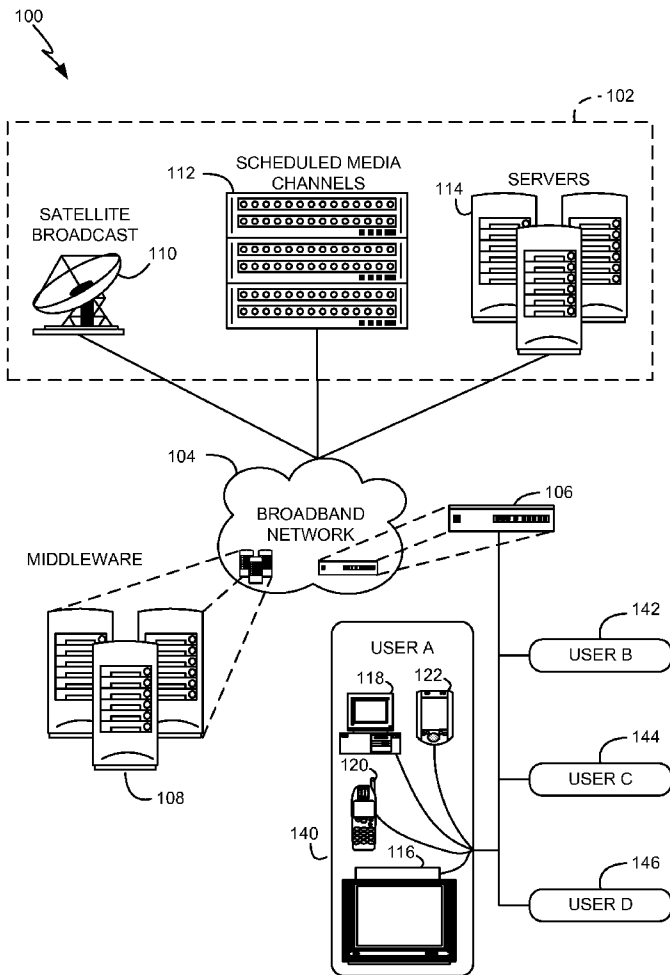 100
102
SCHEDULED MEDIA
CHANNELS
112
SERVERS
114
SATELLITE
BROADCAST
110
104
BROADBAND
NETWORK
106
MIDDLEWARE
108
USER A
118
122
120
116
140
142
USER B
144
USER C
146
USER D